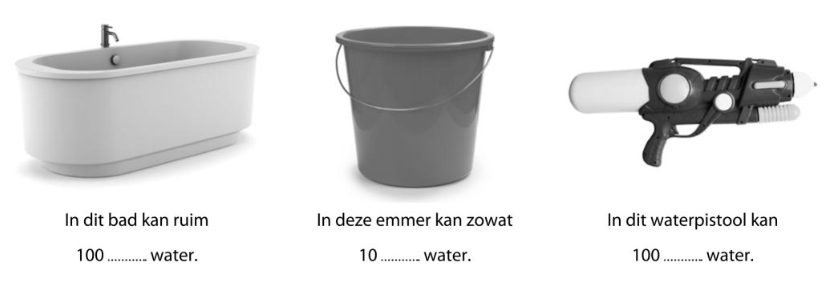 In dit bad kan ruim
100 ............ water.
In deze emmer kan zowat
10 ............ water.
In dit waterpistool kan
100 ............ water.